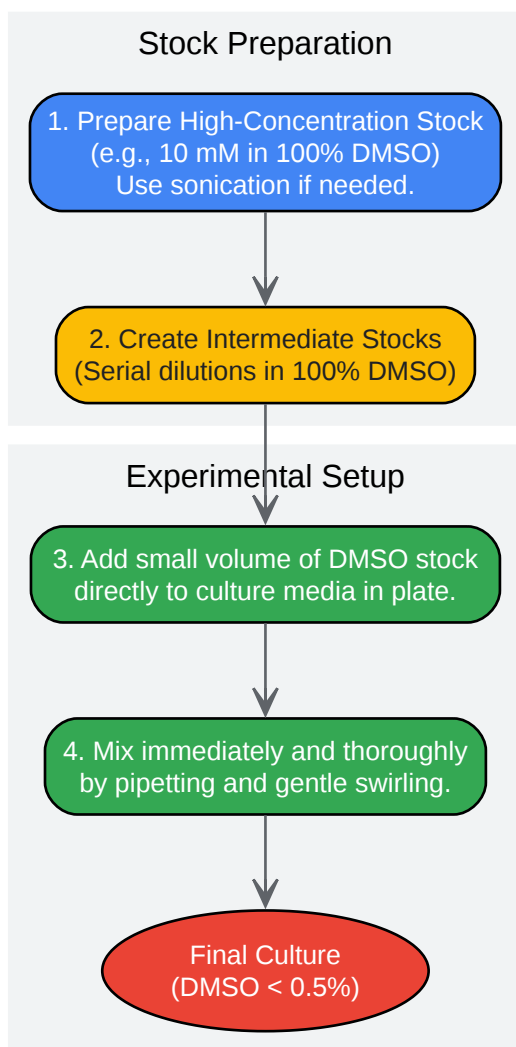 Stock Preparation
1. Prepare High-Concentration Stock
(e.g., 10 mM in 100% DMSO)
Use sonication if needed.
2. Create Intermediate Stocks
(Serial dilutions in 100% DMSO)
Experimental Setup
3. Add small volume of DMSO stock
directly to culture media in plate.
4. Mix immediately and thoroughly
by pipetting and gentle swirling.
Final Culture
(DMSO < 0.5%)